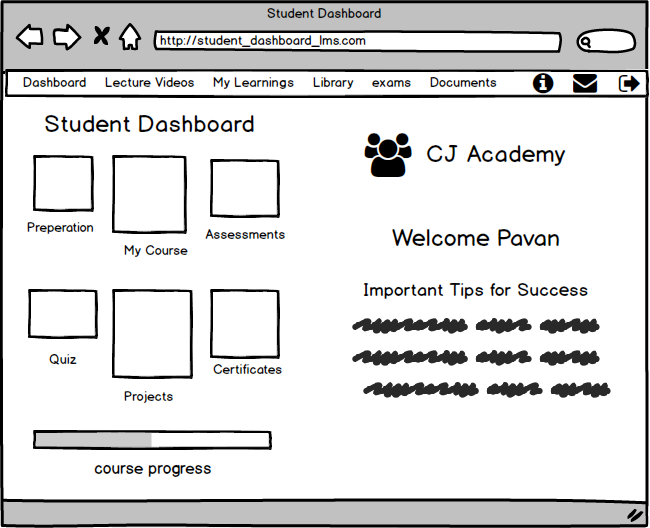 Student Dashboard
http://student_dashboard_lms.com
Dashboard Lecture Videos My Learnings Library exams Documents
Student Dashboard
CJ Academy
Preperation
My Course
Assessments
Welcome Pavan
Important Tips for Success
Quiz
Projects
Certificates
course progress